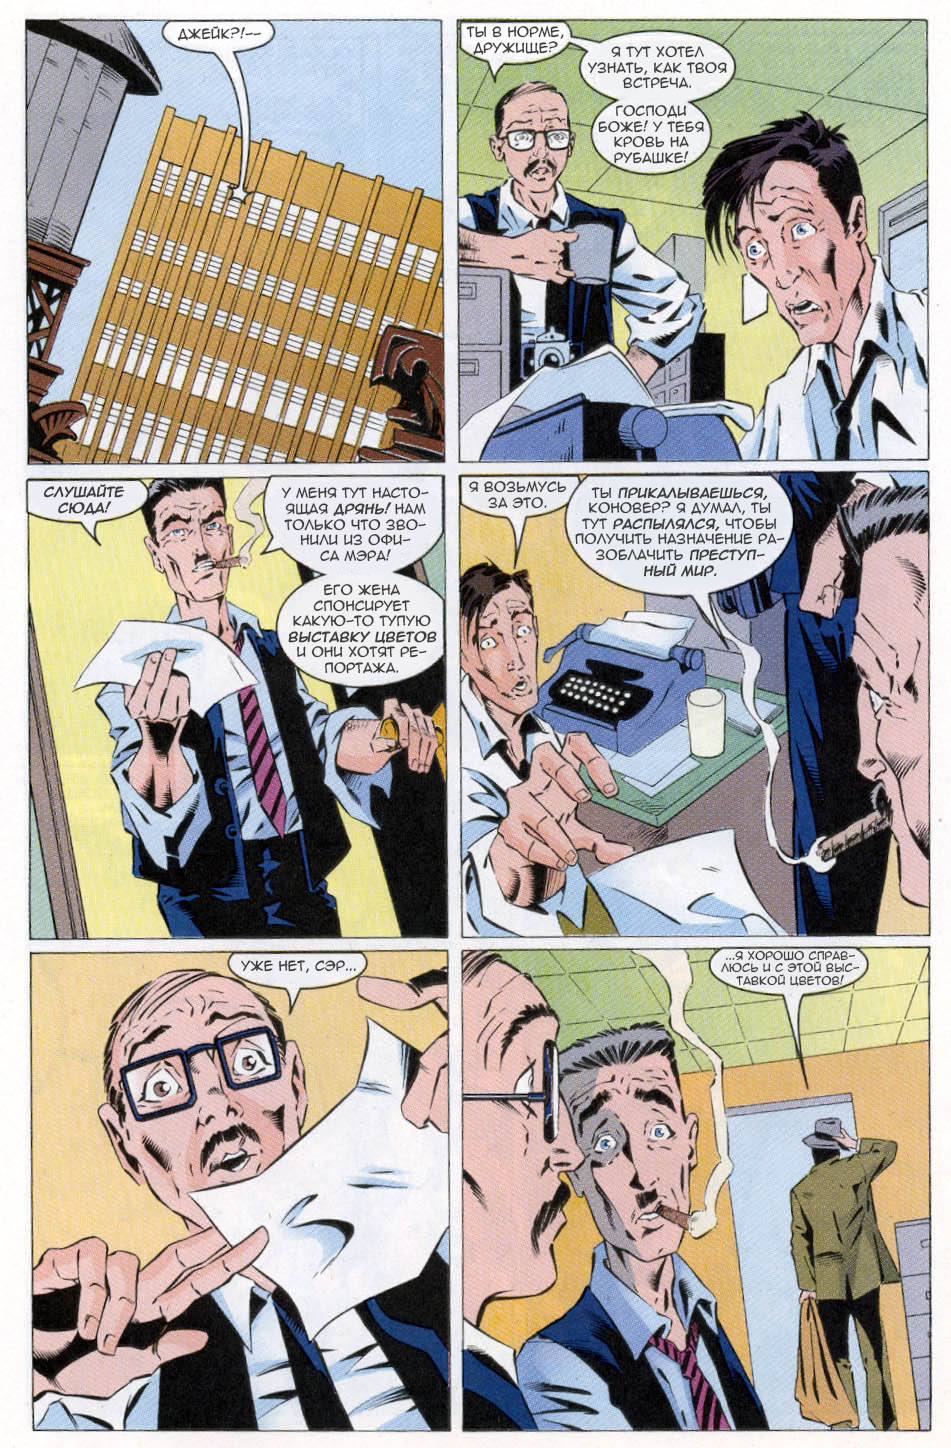 ДЖЕЙК?!--
ТЫ В НОРМЕ,
ДРУЖИЩЕ?
Я ТУТ ХОТЕЛ
УЗНАТЬ, КАК ТВОЯ
ВСТРЕЧА.
ГОСПОДИ
БОЖЕ! У ТЕБЯ
КРОВЬ НА
РУБАШКЕ!
СЛУШАЙТЕ
СЮДА!
У МЕНЯ ТУТ НАСТО-
ЯЩАЯ ДРЯНЬ! НАМ
ТОЛЬКО ЧТО ЗВО-
НИЛИ ИЗ ОФИ-
СА МЭРА!
ЕГО ЖЕНА
СПОНСИРУЕТ
КАКУЮ-ТО ТУПУЮ
ВЫСТАВКУ ЦВЕТОВ
И ОНИ ХОТЯТ РЕ-
ПОРТАЖА.
Я ВОЗЬМУСЬ
ЗА ЭТО.
ТЫ ПРИКАЛЫВАЕШЬСЯ,
КОНОВЕР? Я ДУМАЛ, ТЫ
ТУТ РАСПЫЛЯЛСЯ, ЧТОБЫ
ПОЛУЧИТЬ НАЗНАЧЕНИЕ РА-
ЗОБЛАЧИТЬ ПРЕСТУП-
НЫЙ МИР.
УЖЕ НЕТ, СЭР...
...Я ХОРОШО СПРАВ-
ЛЮСЬ И С ЭТОЙ ВЫС-
ТАВКОЙ ЦВЕТОВ!